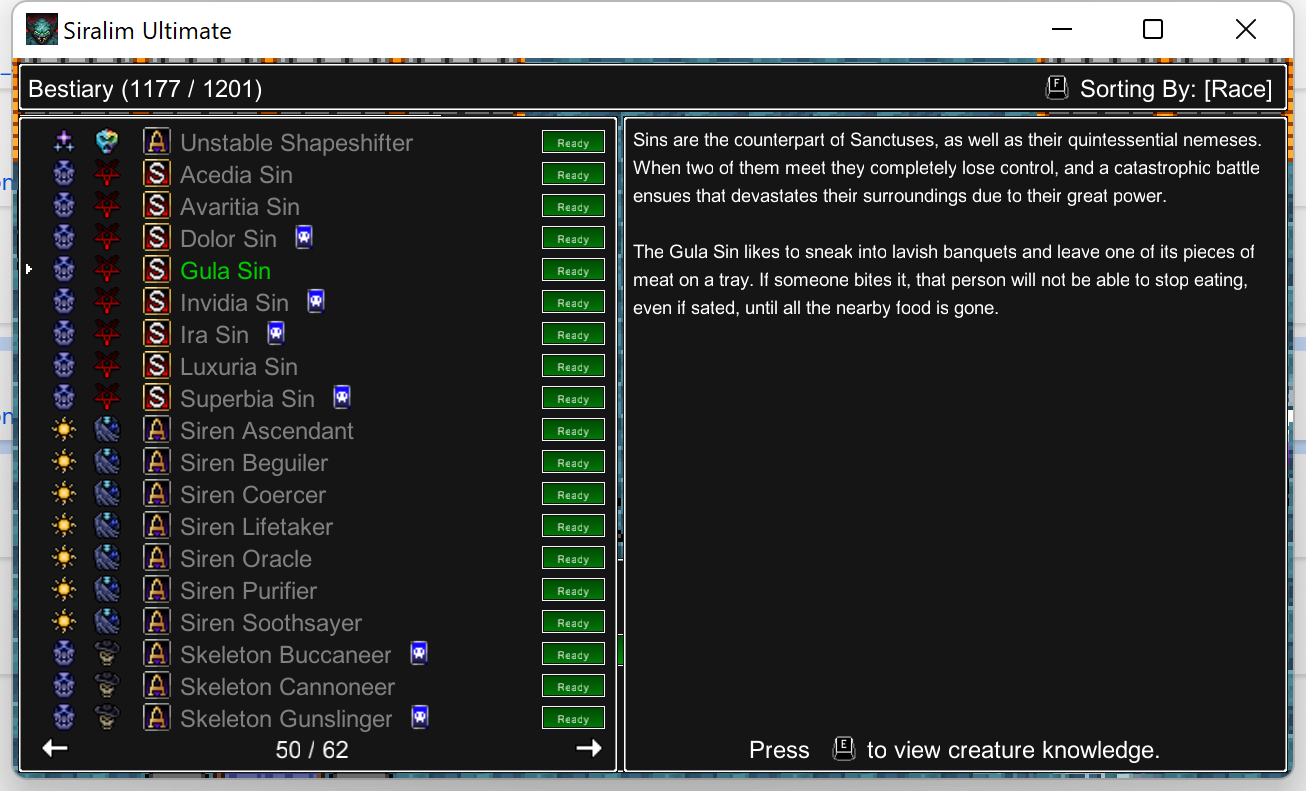 Siralim Ultimate
Bestiary (1177 / 1201)
F Sorting By: [Race]
A Unstable Shapeshifter Ready
S Acedia Sin Ready
S Avaritia Sin Ready
S Dolor Sin Ready
S Gula Sin Ready
S Invidia Sin Ready
S Ira Sin Ready
S Luxuria Sin Ready
S Superbia Sin Ready
A Siren Ascendant Ready
A Siren Beguiler Ready
A Siren Coercer Ready
A Siren Lifetaker Ready
A Siren Oracle Ready
A Siren Purifier Ready
A Siren Soothsayer Ready
A Skeleton Buccaneer Ready
A Skeleton Cannoneer Ready
A Skeleton Gunslinger Ready
50 / 62
Sins are the counterpart of Sanctuses, as well as their quintessential nemeses.
When two of them meet they completely lose control, and a catastrophic battle
ensues that devastates their surroundings due to their great power.
The Gula Sin likes to sneak into lavish banquets and leave one of its pieces of
meat on a tray. If someone bites it, that person will not be able to stop eating,
even if sated, until all the nearby food is gone.
Press E to view creature knowledge.